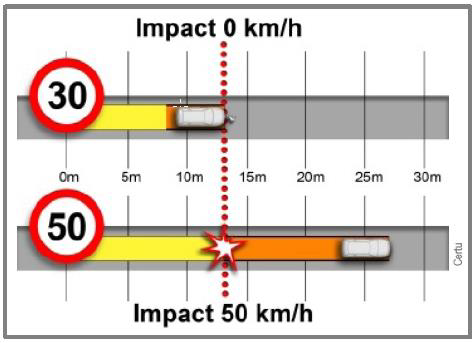 Impact 0 km/h
30
0m 5m 10m 15m 20m 25m 30m
50
Certu
Impact 50 km/h